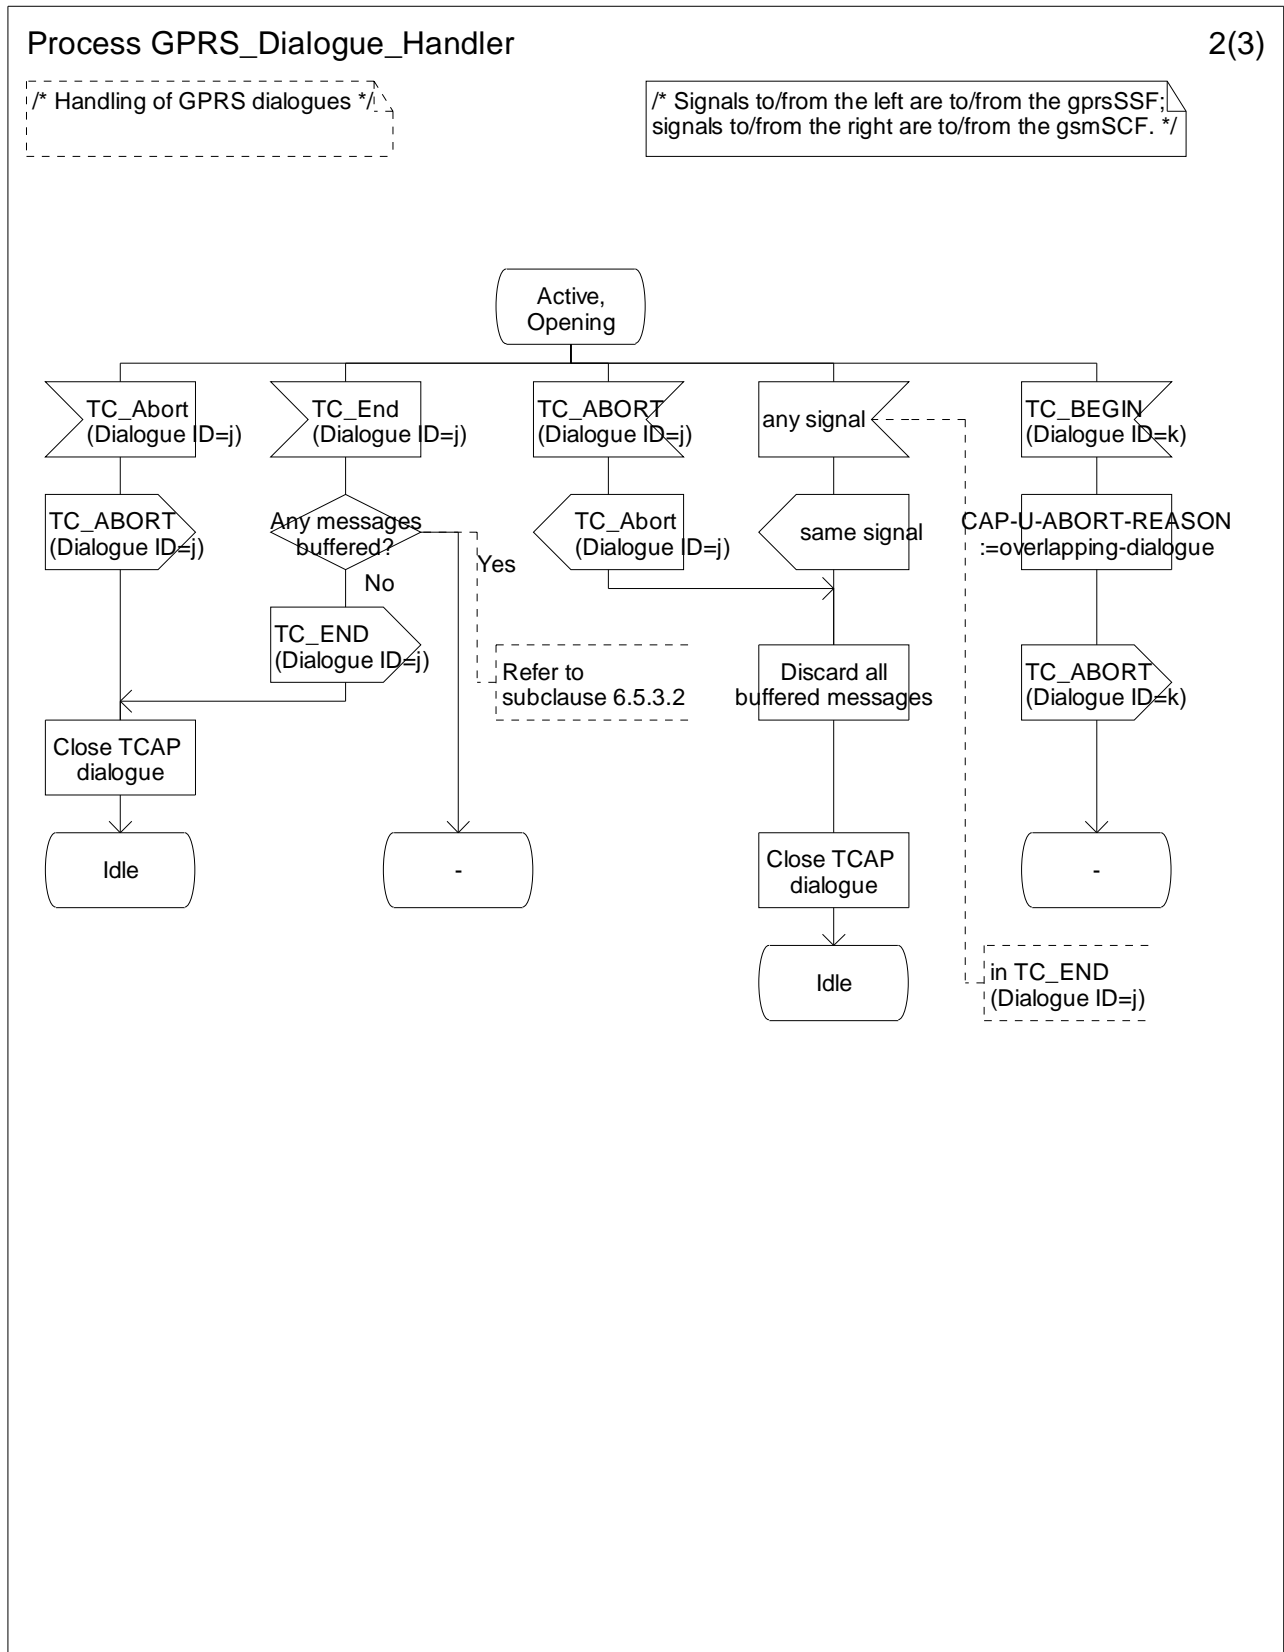 Process GPRS_Dialogue_Handler
2(3)
/* Handling of GPRS dialogues */
/* Signals to/from the left are to/from the gprsSSF;
signals to/from the right are to/from the gsmSCF. */
Active,
Opening
TC_Abort
(Dialogue ID=j)
TC_End
(Dialogue ID=j)
TC_ABORT
(Dialogue ID=j)
any signal
TC_BEGIN
(Dialogue ID=k)
TC_ABORT
(Dialogue ID=j)
Any messages
buffered?
Yes
No
TC_Abort
(Dialogue ID=j)
same signal
CAP-U-ABORT-REASON
:=overlapping-dialogue
TC_END
(Dialogue ID=j)
Refer to
subclause 6.5.3.2
Discard all
buffered messages
TC_ABORT
(Dialogue ID=k)
Close TCAP
dialogue
Idle
-
Close TCAP
dialogue
-
Idle
in TC_END
(Dialogue ID=j)